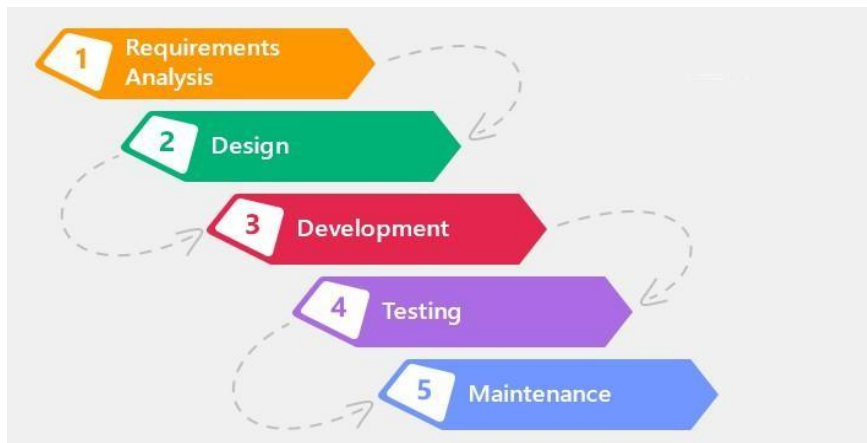 1 Requirements
Analysis
2 Design
3 Development
4 Testing
5 Maintenance